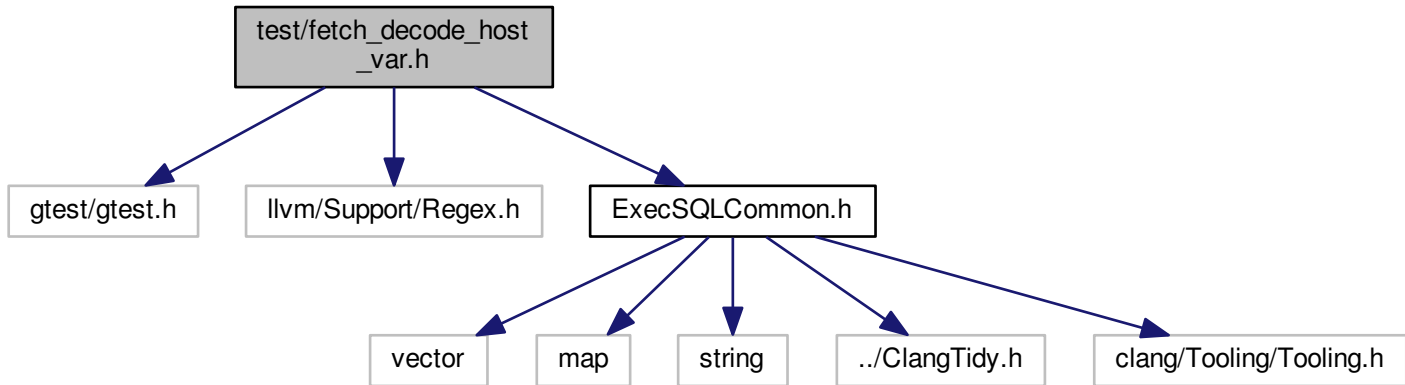 test/fetch_decode_host
_var.h
gtest/gtest.h
llvm/Support/Regex.h
ExecSQLCommon.h
vector
map
string
../ClangTidy.h
clang/Tooling/Tooling.h